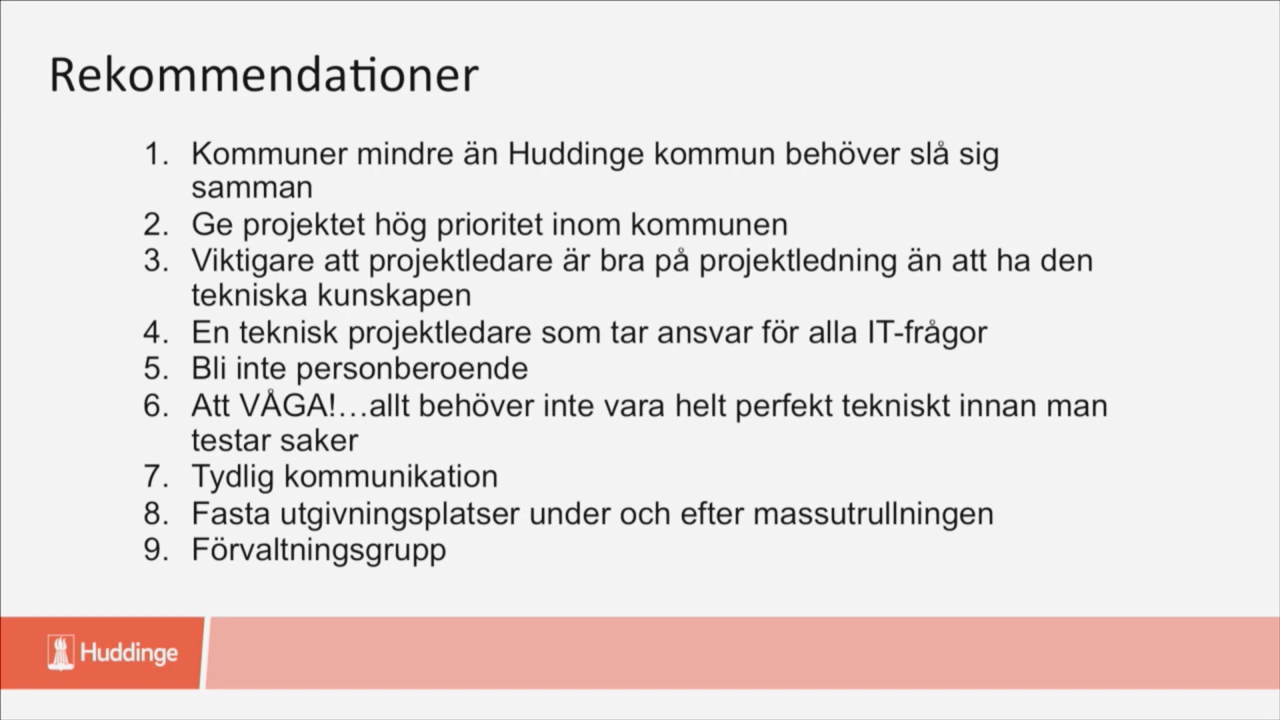 Rekommendationer
1. Kommuner mindre än Huddinge kommun behöver slå sig
samman
2. Ge projektet hög prioritet inom kommunen
3. Viktigare att projektledare är bra på projektledning än att ha den
tekniska kunskapen
4. En teknisk projektledare som tar ansvar för alla IT-frågor
5. Bli inte personberoende
6. Att VÅGA!…allt behöver inte vara helt perfekt tekniskt innan man
testar saker
7. Tydlig kommunikation
8. Fasta utgivningsplatser under och efter massutrullningen
9. Förvaltningsgrupp
Huddinge